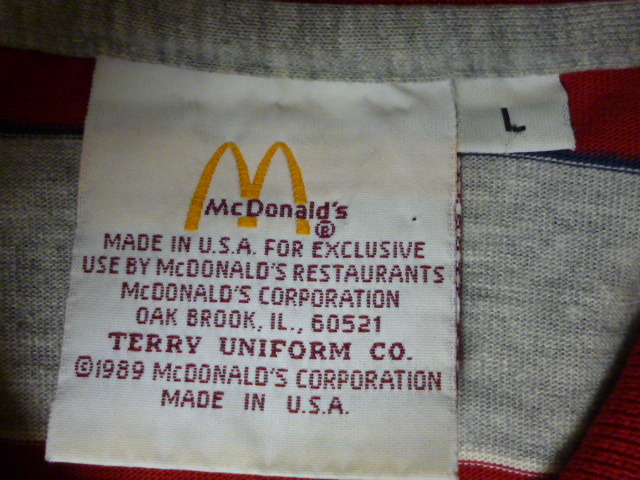 McDonald's
®
MADE IN U.S.A. FOR EXCLUSIVE
USE BY McDONALD'S RESTAURANTS
McDONALD'S CORPORATION
OAK BROOK, IL., 60521
TERRY UNIFORM CO.
©1989 McDONALD'S CORPORATION
MADE IN U.S.A.
L